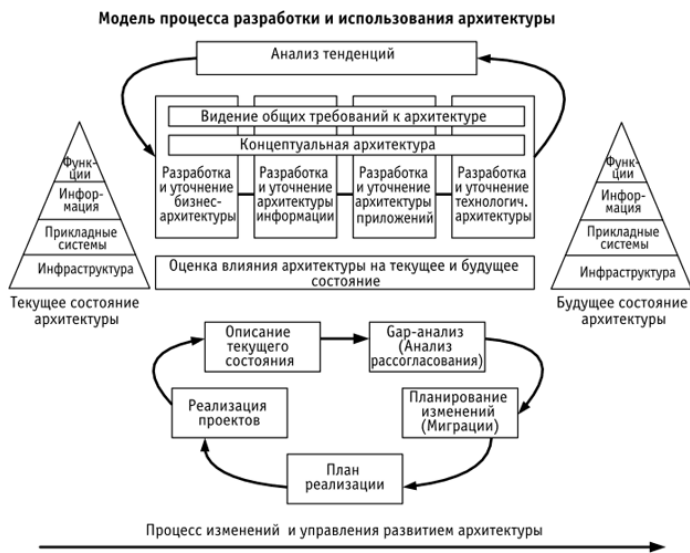 Модель процесса разработки и использования архитектуры
Анализ тенденций
Видение общих требований к архитектуре
Концептуальная архитектура
Разработка
и уточнение
бизнес-
архитектуры
Разработка
и уточнение
архитектуры
информации
Разработка
и уточнение
архитектуры
приложений
Разработка
и уточнение
технологич.
архитектуры
Оценка влияния архитектуры на текущее и будущее
состояние
Функ-
ции
Инфор-
мация
Прикладные
системы
Инфраструктура
Текущее состояние
архитектуры
Функ-
ции
Инфор-
мация
Прикладные
системы
Инфраструктура
Будущее состояние
архитектуры
Описание
текущего
состояния
Gap-анализ
(Анализ
рассогласования)
Планирование
изменений
(Миграции)
План
реализации
Реализация
проектов
Процесс изменений и управления развитием архитектуры